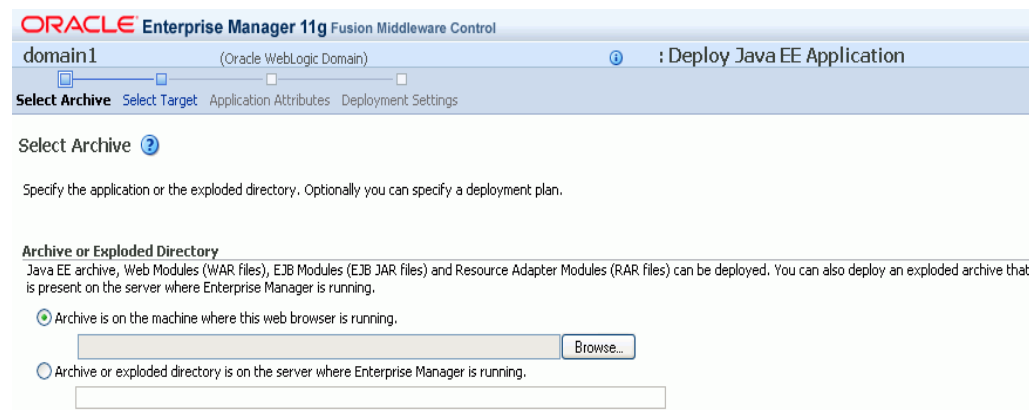 ORACLE Enterprise Manager 11g Fusion Middleware Control
domain1 (Oracle WebLogic Domain) : Deploy Java EE Application
Select Archive Select Target Application Attributes Deployment Settings
Select Archive
Specify the application or the exploded directory. Optionally you can specify a deployment plan.
Archive or Exploded Directory
Java EE archive, Web Modules (WAR files), EJB Modules (EJB JAR files) and Resource Adapter Modules (RAR files) can be deployed. You can also deploy an exploded archive that
is present on the server where Enterprise Manager is running.
Archive is on the machine where this web browser is running.
Browse...
Archive or exploded directory is on the server where Enterprise Manager is running.